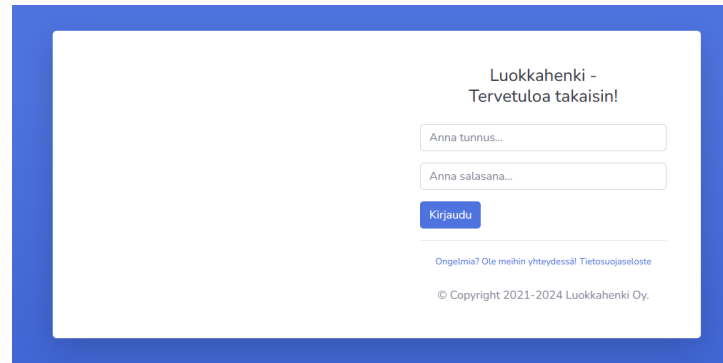 Luokkahenki -
Tervetuloa takaisin!
Anna tunnus...
Anna salasana...
Kirjaudu
Ongelmia? Ole meihin yhteydessä! Tietosuojaseloste
© Copyright 2021-2024 Luokkahenki Oy.